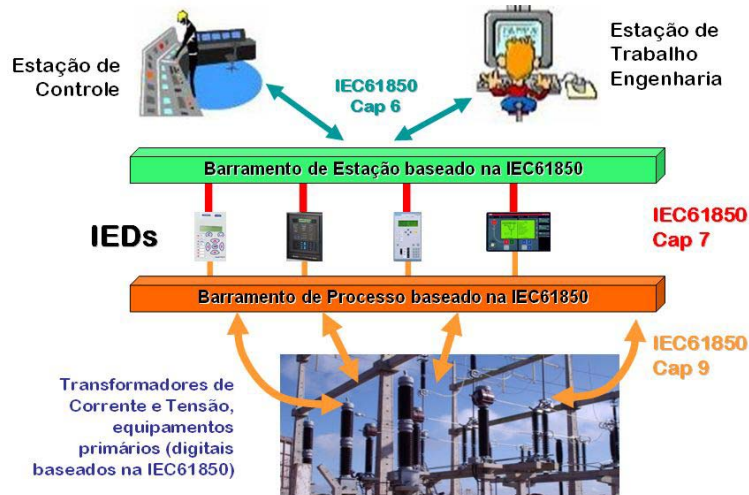 Estação de
Controle
IEC61850
Cap 6
Estação de
Trabalho
Engenharia
Barramento de Estação baseado na IEC61850
IEDs
IEC61850
Cap 7
Barramento de Processo baseado na IEC61850
IEC61850
Cap 9
Transformadores de
Corrente e Tensão,
equipamentos
primários (digitais
baseados na IEC61850)